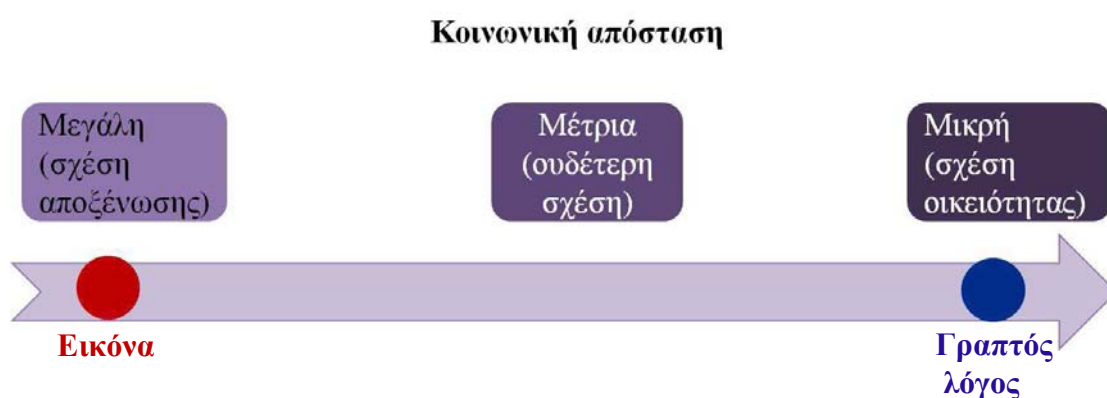 Κοινωνική απόσταση
Μεγάλη
(σχέση
αποξένωσης)
Μέτρια
(ουδέτερη
σχέση)
Μικρή
(σχέση
οικειότητας)
Εικόνα
Γραπτός
λόγος